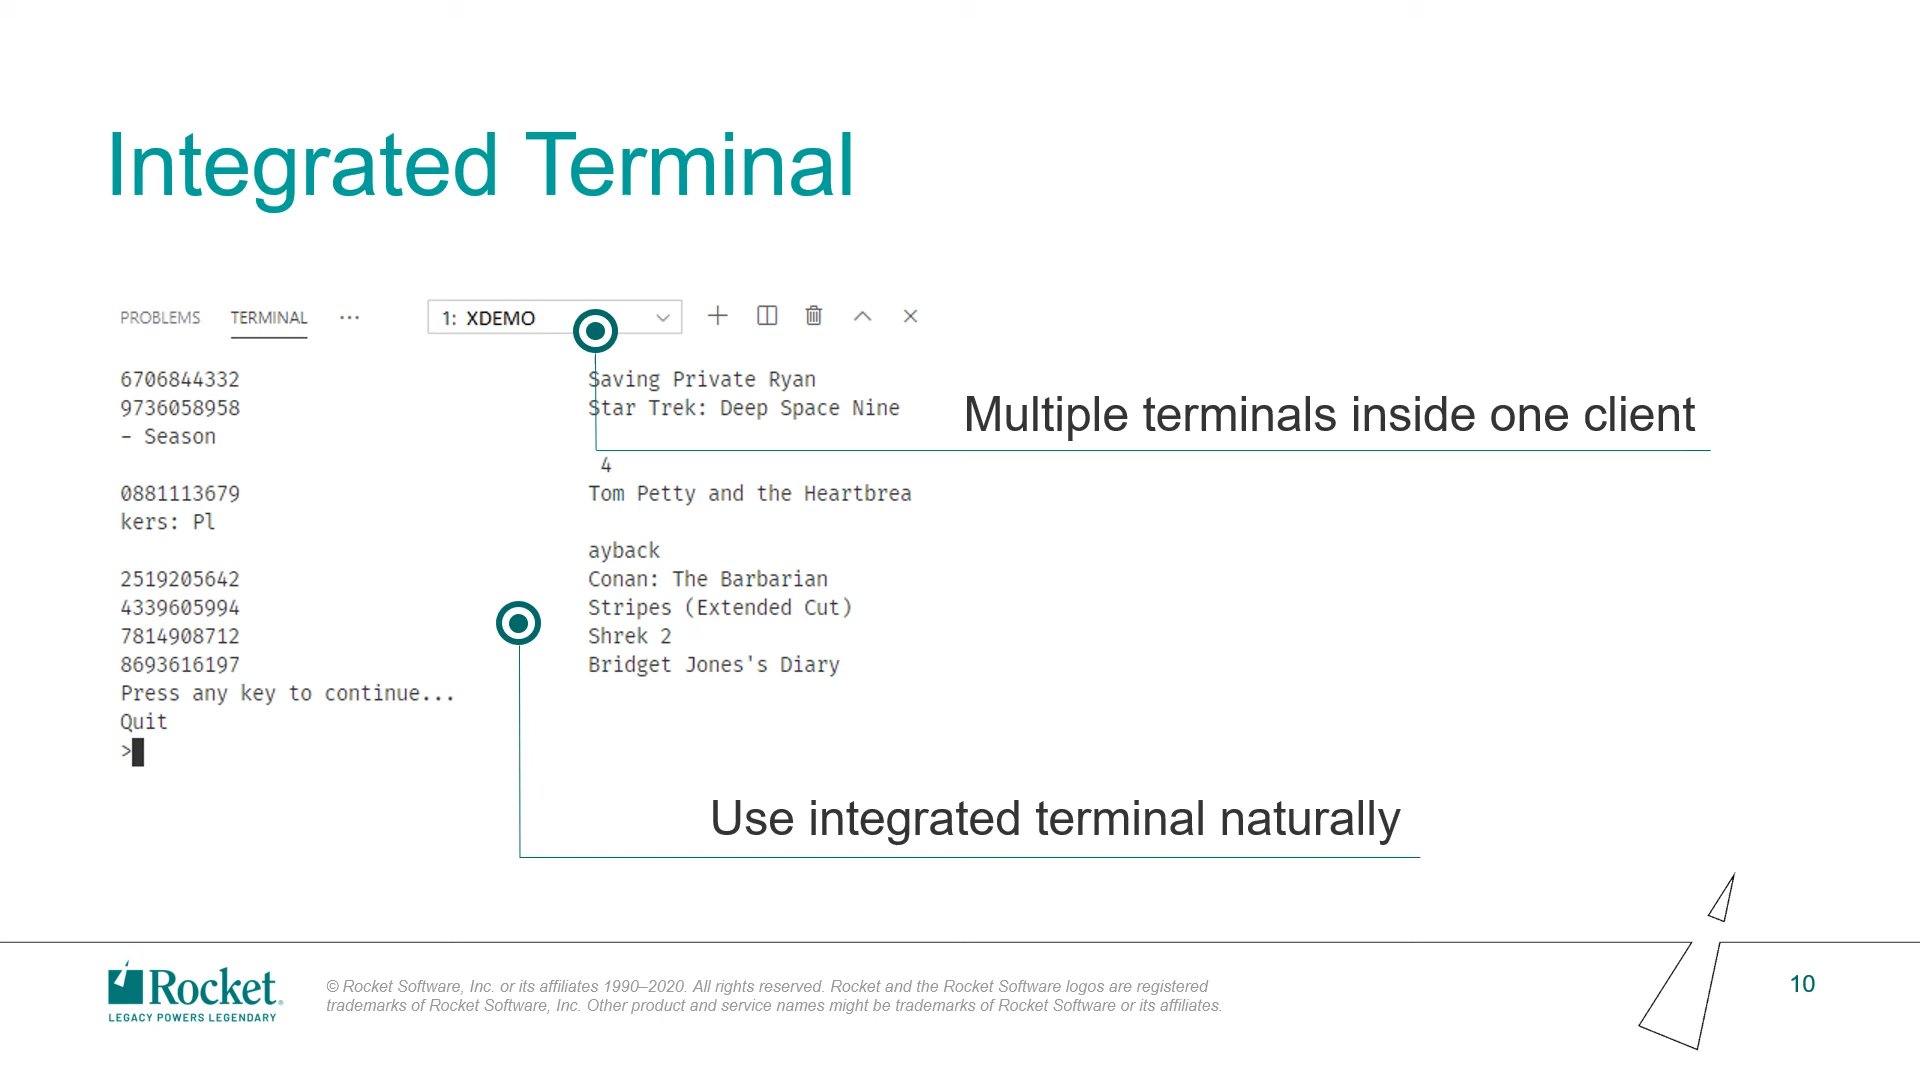 Integrated Terminal
PROBLEMS TERMINAL ··· 1: XDEMO
6706844332 Saving Private Ryan
9736058958 Star Trek: Deep Space Nine
- Season
4
0881113679 Tom Petty and the Heartbrea
kers: Pl
ayback
2519205642 Conan: The Barbarian
4339605994 Stripes (Extended Cut)
7814908712 Shrek 2
8693616197 Bridget Jones's Diary
Press any key to continue...
Quit
>
Multiple terminals inside one client
Use integrated terminal naturally
Rocket®
LEGACY POWERS LEGENDARY
© Rocket Software, Inc. or its affiliates 1990–2020. All rights reserved. Rocket and the Rocket Software logos are registered
trademarks of Rocket Software, Inc. Other product and service names might be trademarks of Rocket Software or its affiliates.
10